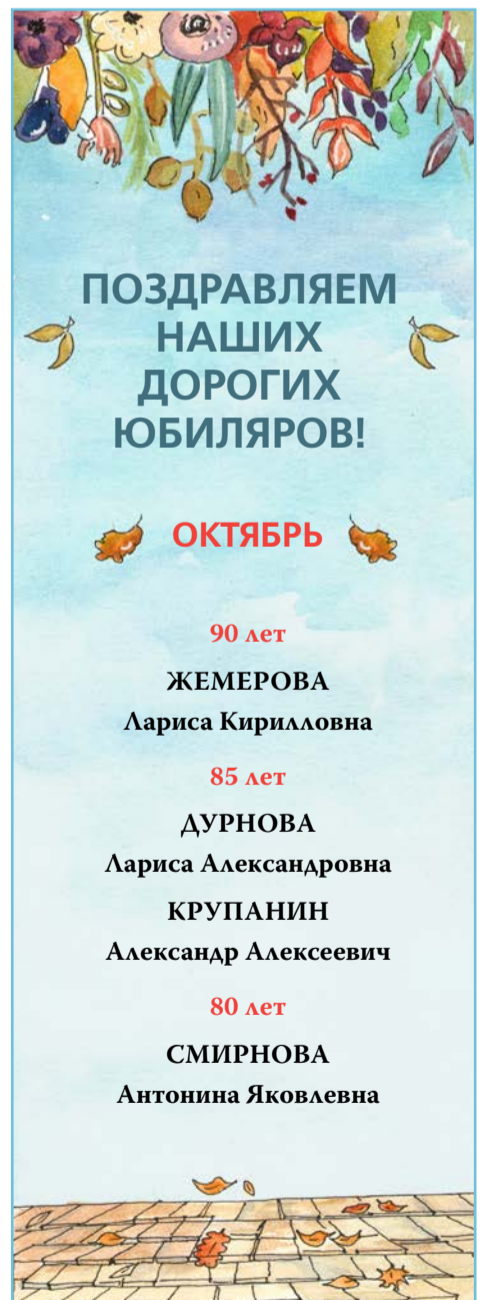 ПОЗДРАВЛЯЕМ
НАШИХ
ДОРОГИХ
ЮБИЛЯРОВ!
ОКТЯБРЬ
90 лет
ЖЕМЕРОВА
Лариса Кирилловна
85 лет
ДУРНОВА
Лариса Александровна
КРУПАНИН
Александр Алексеевич
80 лет
СМИРНОВА
Антонина Яковлевна